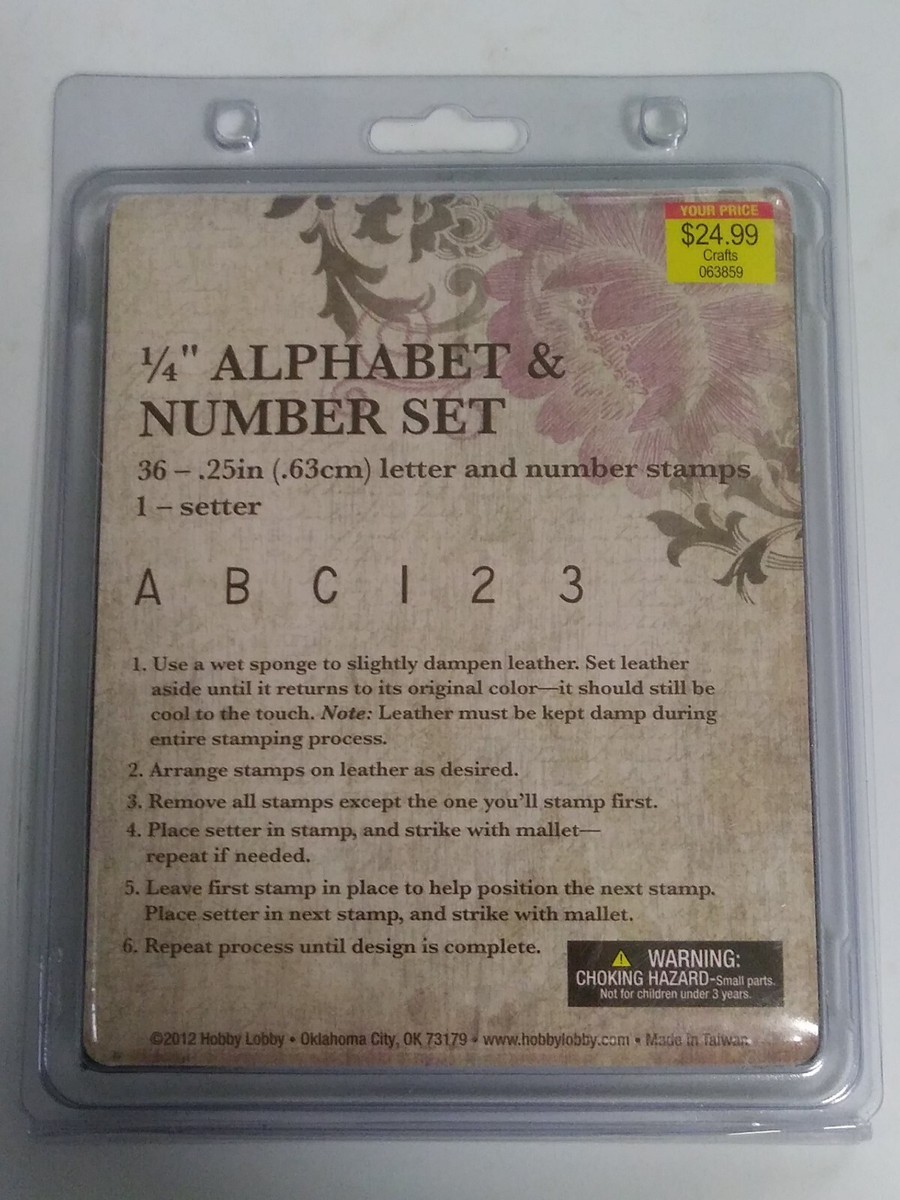 YOUR PRICE
$24.99
Crafts
063859
¼" ALPHABET &
NUMBER SET
36 – .25in (.63cm) letter and number stamps
1 – setter
A B C 1 2 3
1. Use a wet sponge to slightly dampen leather. Set leather
aside until it returns to its original color—it should still be
cool to the touch. Note: Leather must be kept damp during
entire stamping process.
2. Arrange stamps on leather as desired.
3. Remove all stamps except the one you'll stamp first.
4. Place setter in stamp, and strike with mallet—
repeat if needed.
5. Leave first stamp in place to help position the next stamp.
Place setter in next stamp, and strike with mallet.
6. Repeat process until design is complete.
⚠ WARNING:
CHOKING HAZARD-Small parts.
Not for children under 3 years.
©2012 Hobby Lobby • Oklahoma City, OK 73179 • www.hobbylobby.com • Made in Taiwan